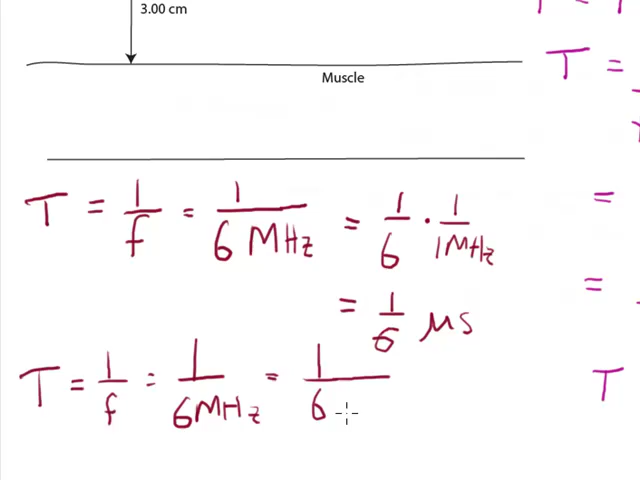 3.00 cm
Muscle
T = 1/f = 1/6 MHz = 1/6 · 1/1MHz
= 1/6 μs
T = 1/f = 1/6MHz = 1/6
T =
=
=
T